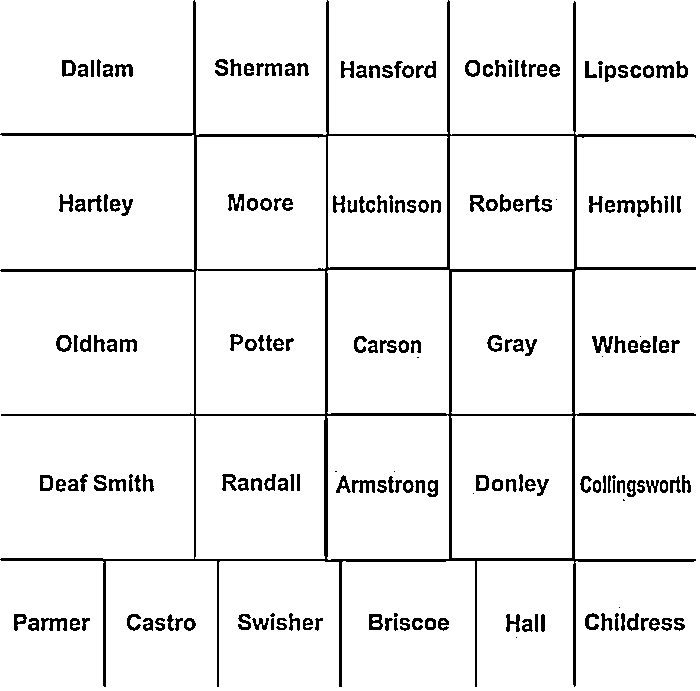 Dallam Sherman Hansford Ochiltree Lipscomb
Hartley Moore Hutchinson Roberts Hemphill
Oldham Potter Carson Gray Wheeler
Deaf Smith Randall Armstrong Donley Collingsworth
Parmer Castro Swisher Briscoe Hall Childress